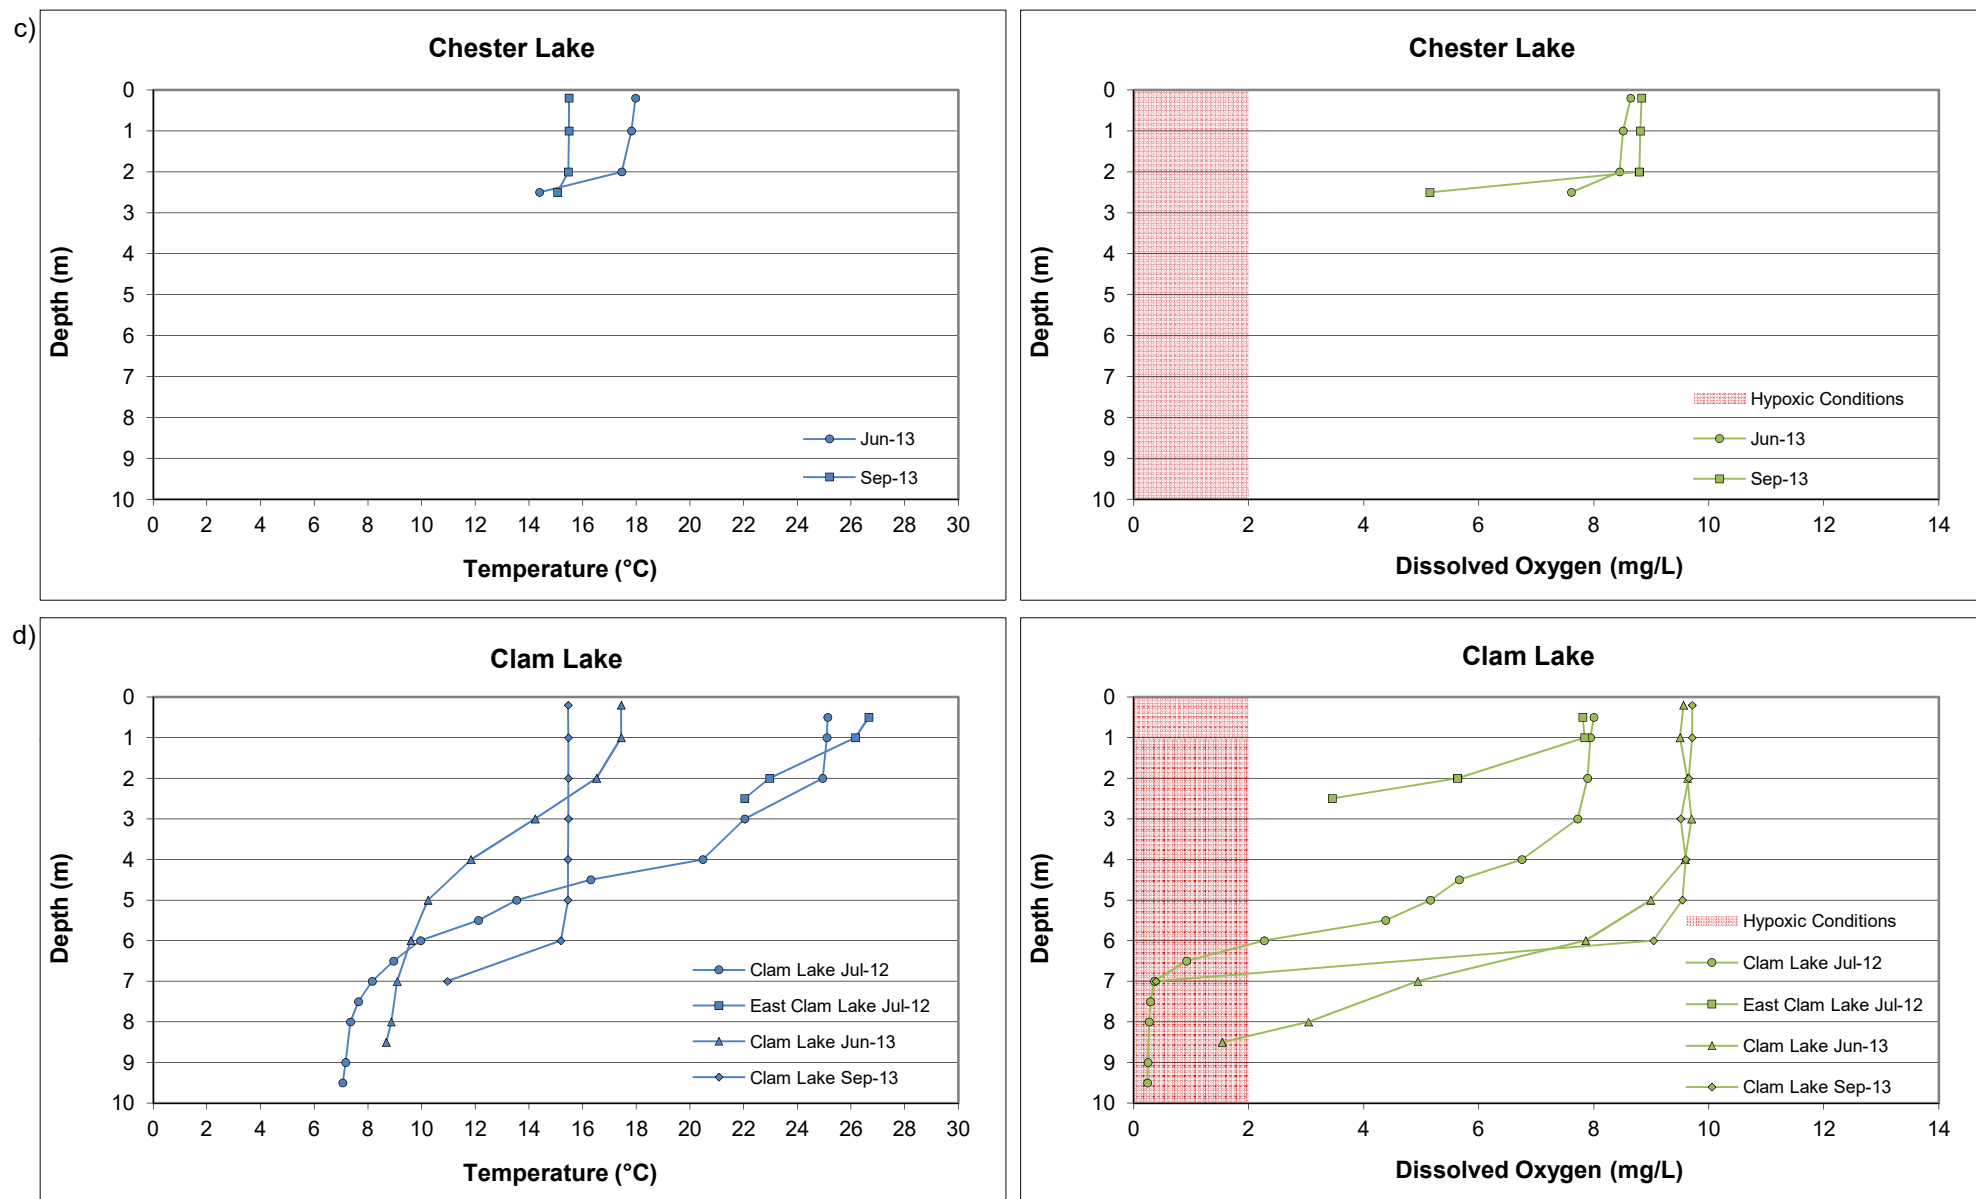 c)
Chester Lake
0
1
2
3
4
5
6
7
8
9
10
Depth (m)
Jun-13
Sep-13
0 2 4 6 8 10 12 14 16 18 20 22 24 26 28 30
Temperature (°C)
Chester Lake
0
1
2
3
4
5
6
7
8
9
10
Depth (m)
Hypoxic Conditions
Jun-13
Sep-13
0 2 4 6 8 10 12 14
Dissolved Oxygen (mg/L)
d)
Clam Lake
0
1
2
3
4
5
6
7
8
9
10
Depth (m)
Clam Lake Jul-12
East Clam Lake Jul-12
Clam Lake Jun-13
Clam Lake Sep-13
0 2 4 6 8 10 12 14 16 18 20 22 24 26 28 30
Temperature (°C)
Clam Lake
0
1
2
3
4
5
6
7
8
9
10
Depth (m)
Hypoxic Conditions
Clam Lake Jul-12
East Clam Lake Jul-12
Clam Lake Jun-13
Clam Lake Sep-13
0 2 4 6 8 10 12 14
Dissolved Oxygen (mg/L)